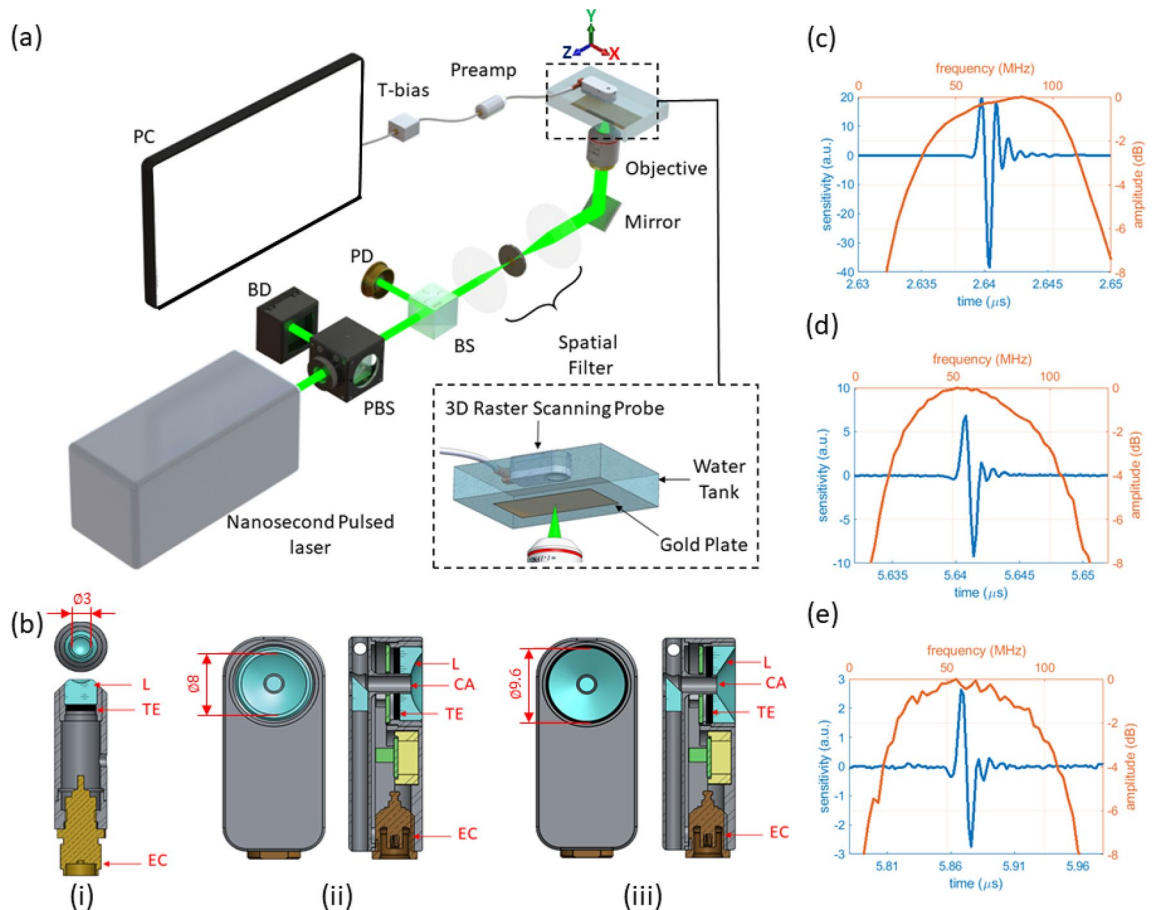 (a)
Y
Z
X
Preamp
T-bias
PC
Objective
Mirror
PD
BD
BS
Spatial
Filter
PBS
3D Raster Scanning Probe
Water
Tank
Gold Plate
Nanosecond Pulsed
laser
(b)
Ø3
L
TE
EC
(i)
Ø8
L
CA
TE
EC
(ii)
Ø9.6
L
CA
TE
EC
(iii)
(c)
frequency (MHz)
0 50 100
20
10
0
-10
-20
-30
-40
sensitivity (a.u.)
0
-2
-4
-6
-8
amplitude (dB)
2.63 2.635 2.64 2.645 2.65
time (μs)
(d)
frequency (MHz)
0 50 100
10
5
0
-5
-10
sensitivity (a.u.)
0
-2
-4
-6
-8
amplitude (dB)
5.635 5.64 5.645 5.65
time (μs)
(e)
frequency (MHz)
0 50 100
3
2
1
0
-1
-2
-3
sensitivity (a.u.)
0
-2
-4
-6
-8
amplitude (dB)
5.81 5.86 5.91 5.96
time (μs)